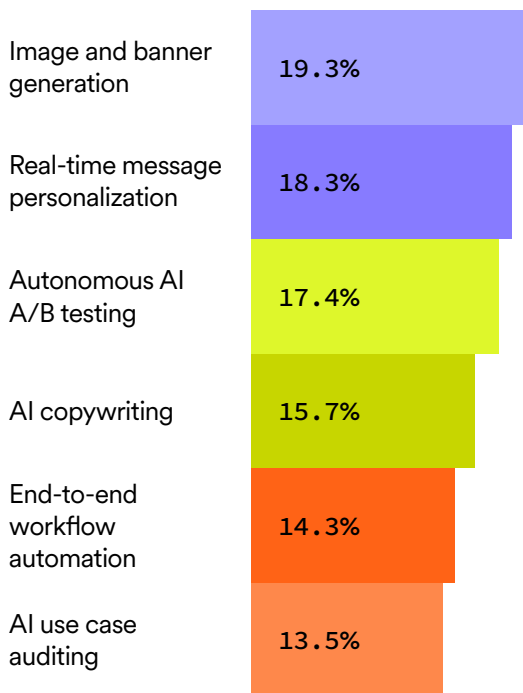 Image and banner
generation
19.3%
Real-time message
personalization
18.3%
Autonomous AI
A/B testing
17.4%
AI copywriting
15.7%
End-to-end
workflow
automation
14.3%
AI use case
auditing
13.5%